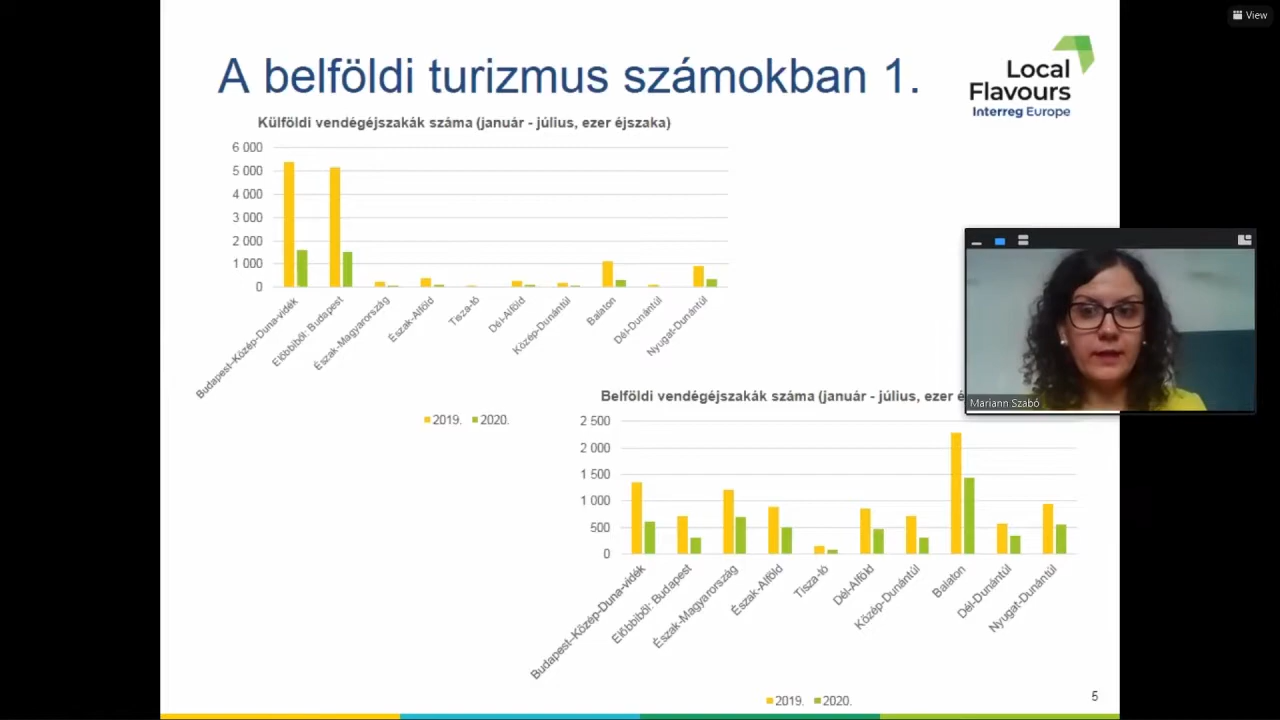 View
A belföldi turizmus számokban 1.
Local
Flavours
Interreg Europe
Külföldi vendégéjszakák száma (január - július, ezer éjszaka)
6 000
5 000
4 000
3 000
2 000
1 000
0
Budapest–Közép-Duna-vidék
Előbbiből: Budapest
Észak-Magyarország
Észak-Alföld
Tisza-tó
Dél-Alföld
Közép-Dunántúl
Balaton
Dél-Dunántúl
Nyugat-Dunántúl
2019. 2020.
Mariann Szabó
Belföldi vendégéjszakák száma (január - július, ezer é
2 500
2 000
1 500
1 000
500
0
Budapest–Közép-Duna-vidék
Előbbiből: Budapest
Észak-Magyarország
Észak-Alföld
Tisza-tó
Dél-Alföld
Közép-Dunántúl
Balaton
Dél-Dunántúl
Nyugat-Dunántúl
2019. 2020.
5